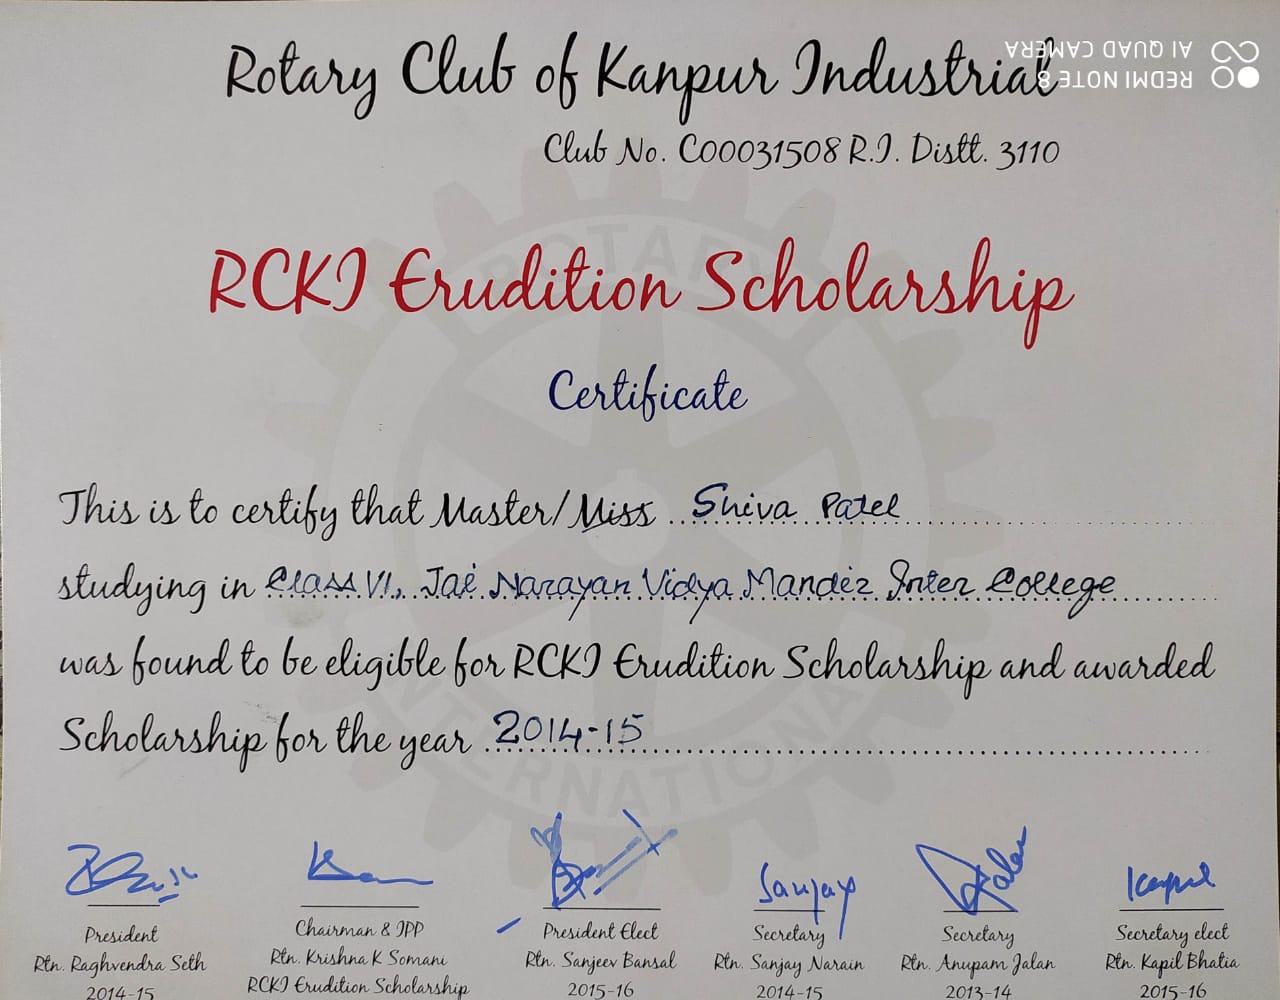 Rotary Club of Kanpur Industrial
REDMI NOTE 8
AI QUAD CAMERA
Club No. C00031508 R.I. Distt. 3110
ROTARY
INTERNATIONAL
RCKI Erudition Scholarship
Certificate
This is to certify that Master/Miss Shiva Patel
studying in Class VI, Jai Narayan Vidya Mandir Inter College
was found to be eligible for RCKI Erudition Scholarship and awarded
Scholarship for the year 2014-15
Sanjay
Jalan
Kapil
President
Rtn. Raghvendra Seth
2014-15
Chairman & IPP
Rtn. Krishna K Somani
RCKI Erudition Scholarship
President Elect
Rtn. Sanjeev Bansal
2015-16
Secretary
Rtn. Sanjay Narain
2014-15
Secretary
Rtn. Anupam Jalan
2013-14
Secretary elect
Rtn. Kapil Bhatia
2015-16